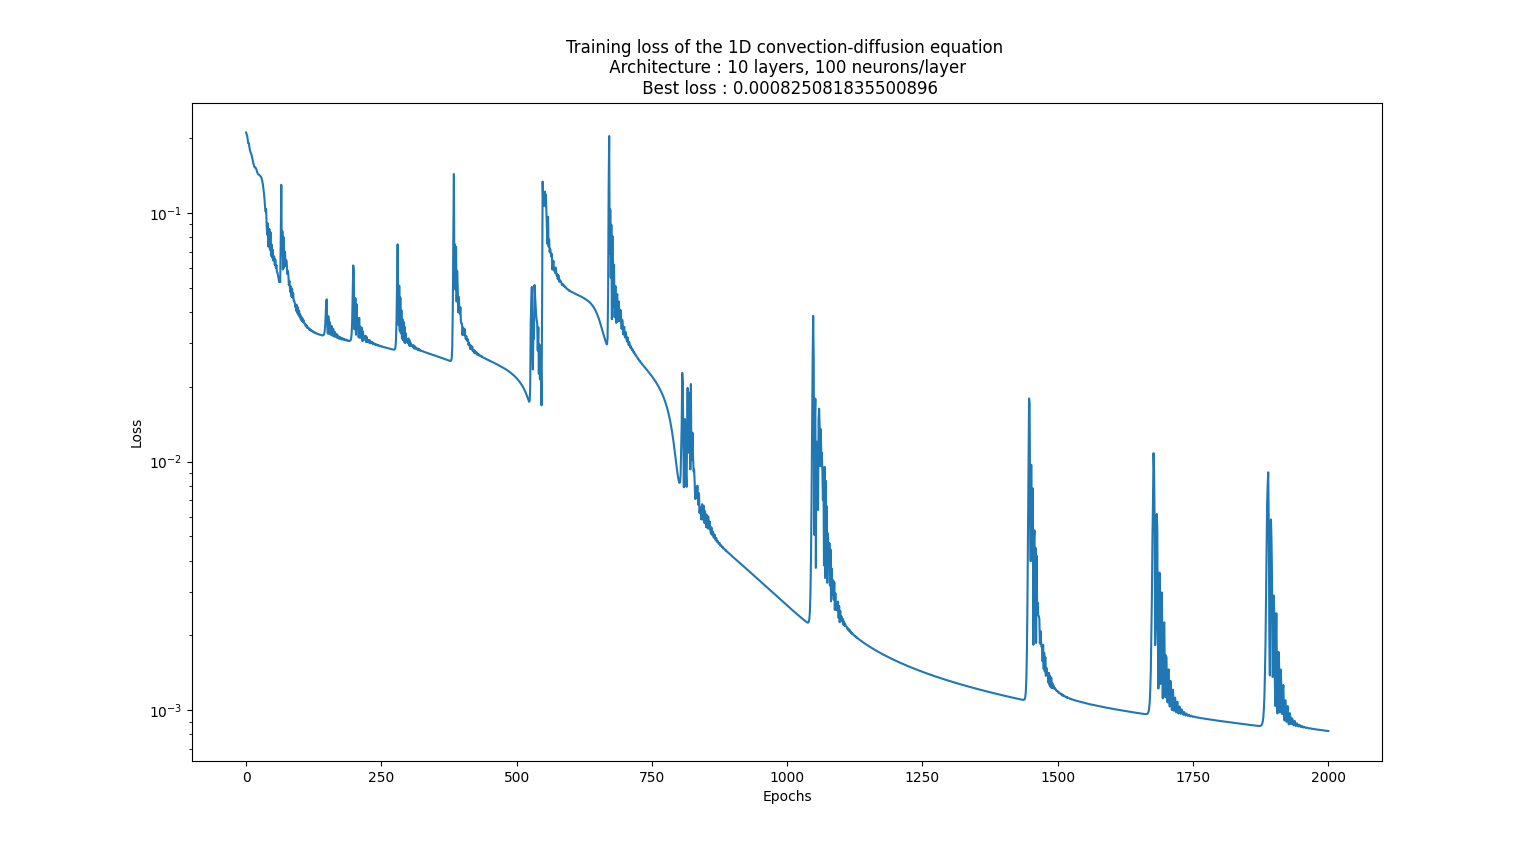 Training loss of the 1D convection-diffusion equation
Architecture : 10 layers, 100 neurons/layer
Best loss : 0.000825081835500896
10⁻¹
10⁻²
10⁻³
Loss
0 250 500 750 1000 1250 1500 1750 2000
Epochs